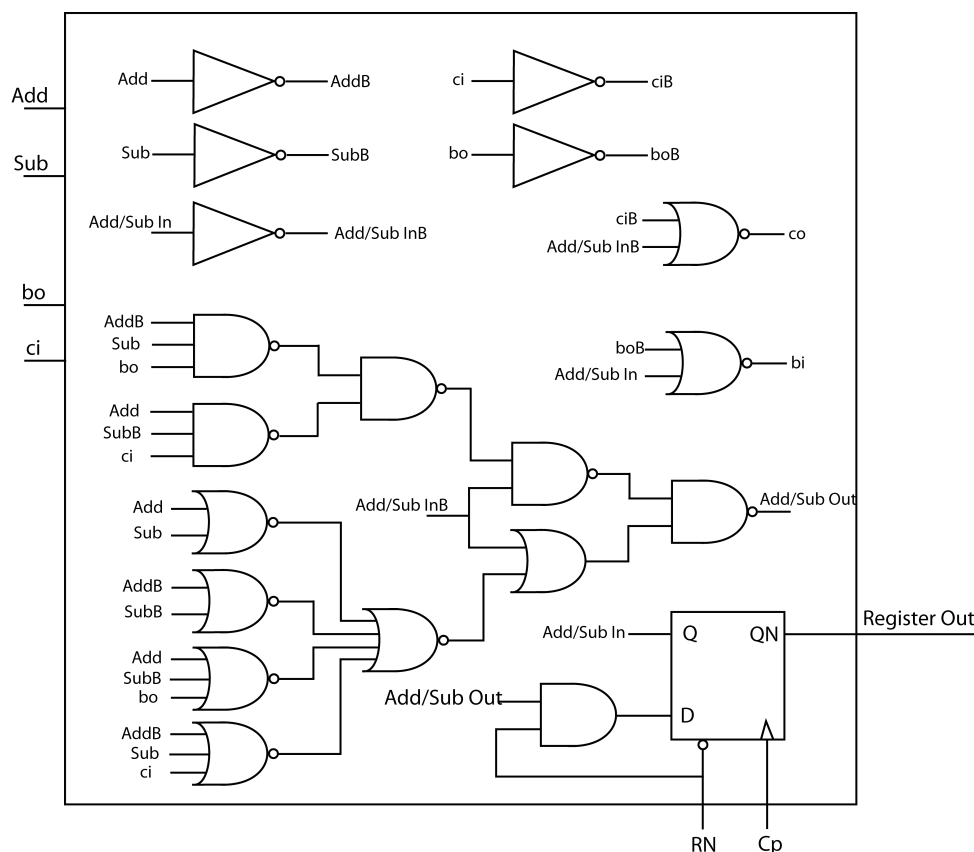 Add
AddB
ci
ciB
Add
Sub
SubB
bo
boB
Sub
Add/Sub In
Add/Sub InB
ciB
Add/Sub InB
co
bo
AddB
Sub
bo
ci
boB
Add/Sub In
bi
Add
SubB
ci
Add/Sub InB
Add/Sub Out
Add
Sub
AddB
SubB
Add
SubB
bo
AddB
Sub
ci
Add/Sub In
Q
QN
Register Out
Add/Sub Out
D
RN
Cp